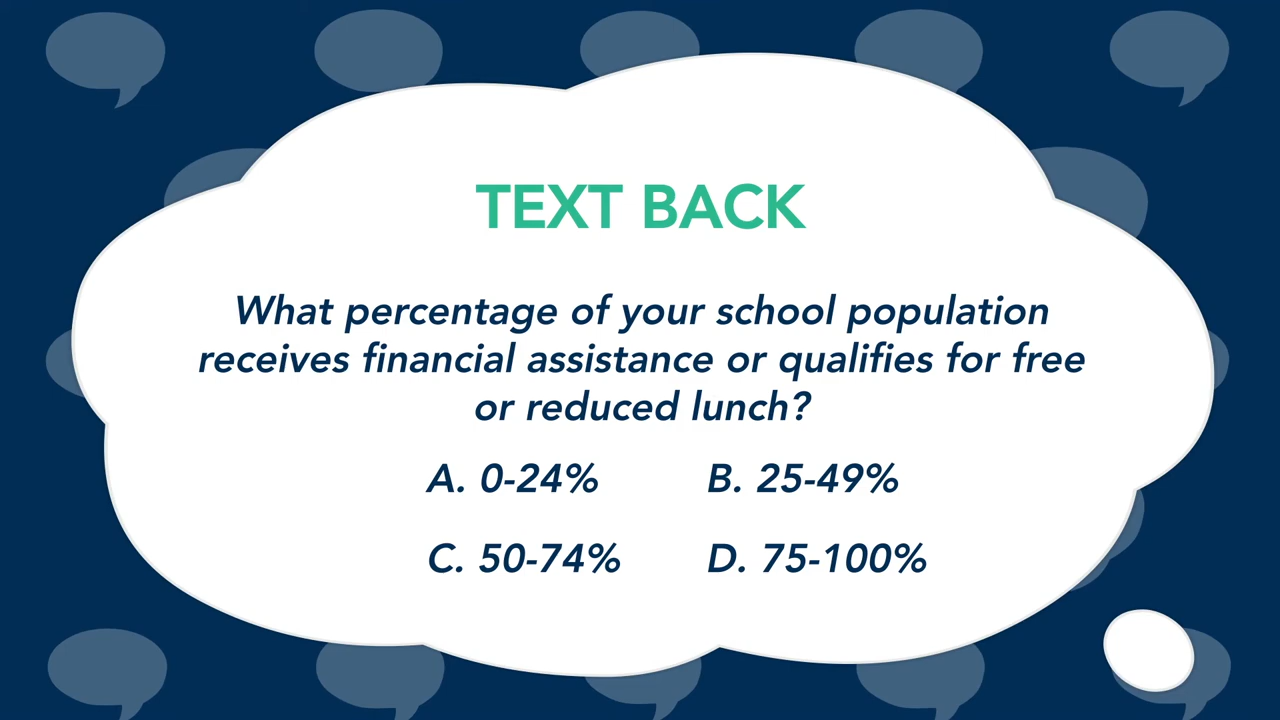 TEXT BACK
What percentage of your school population
receives financial assistance or qualifies for free
or reduced lunch?
A. 0-24% B. 25-49%
C. 50-74% D. 75-100%